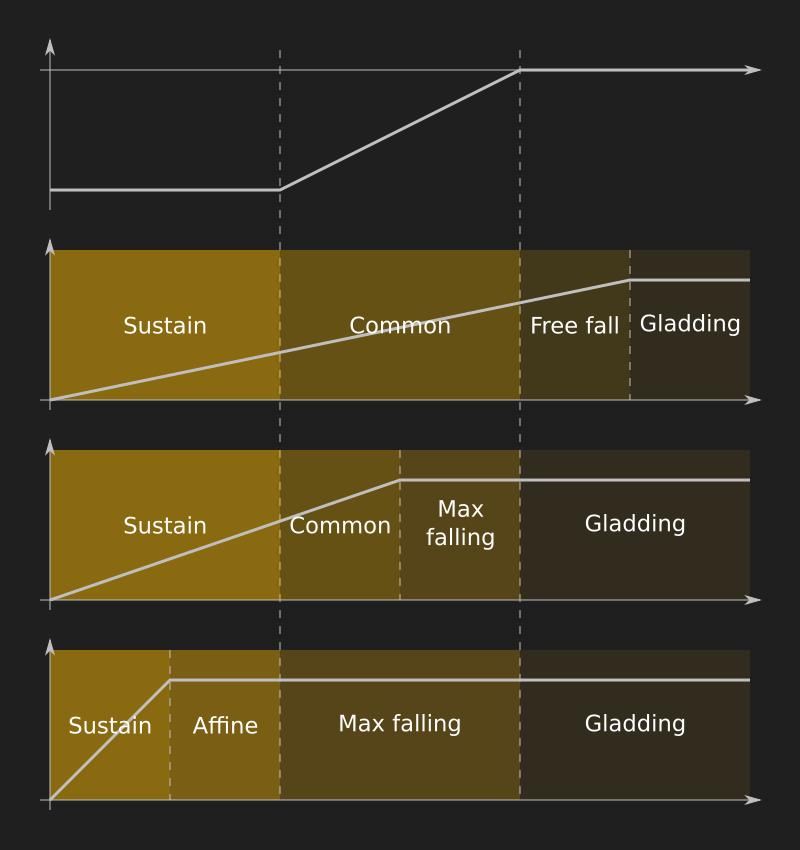 Sustain
Common
Free fall
Gladding
Sustain
Common
Max
falling
Gladding
Sustain
Affine
Max falling
Gladding